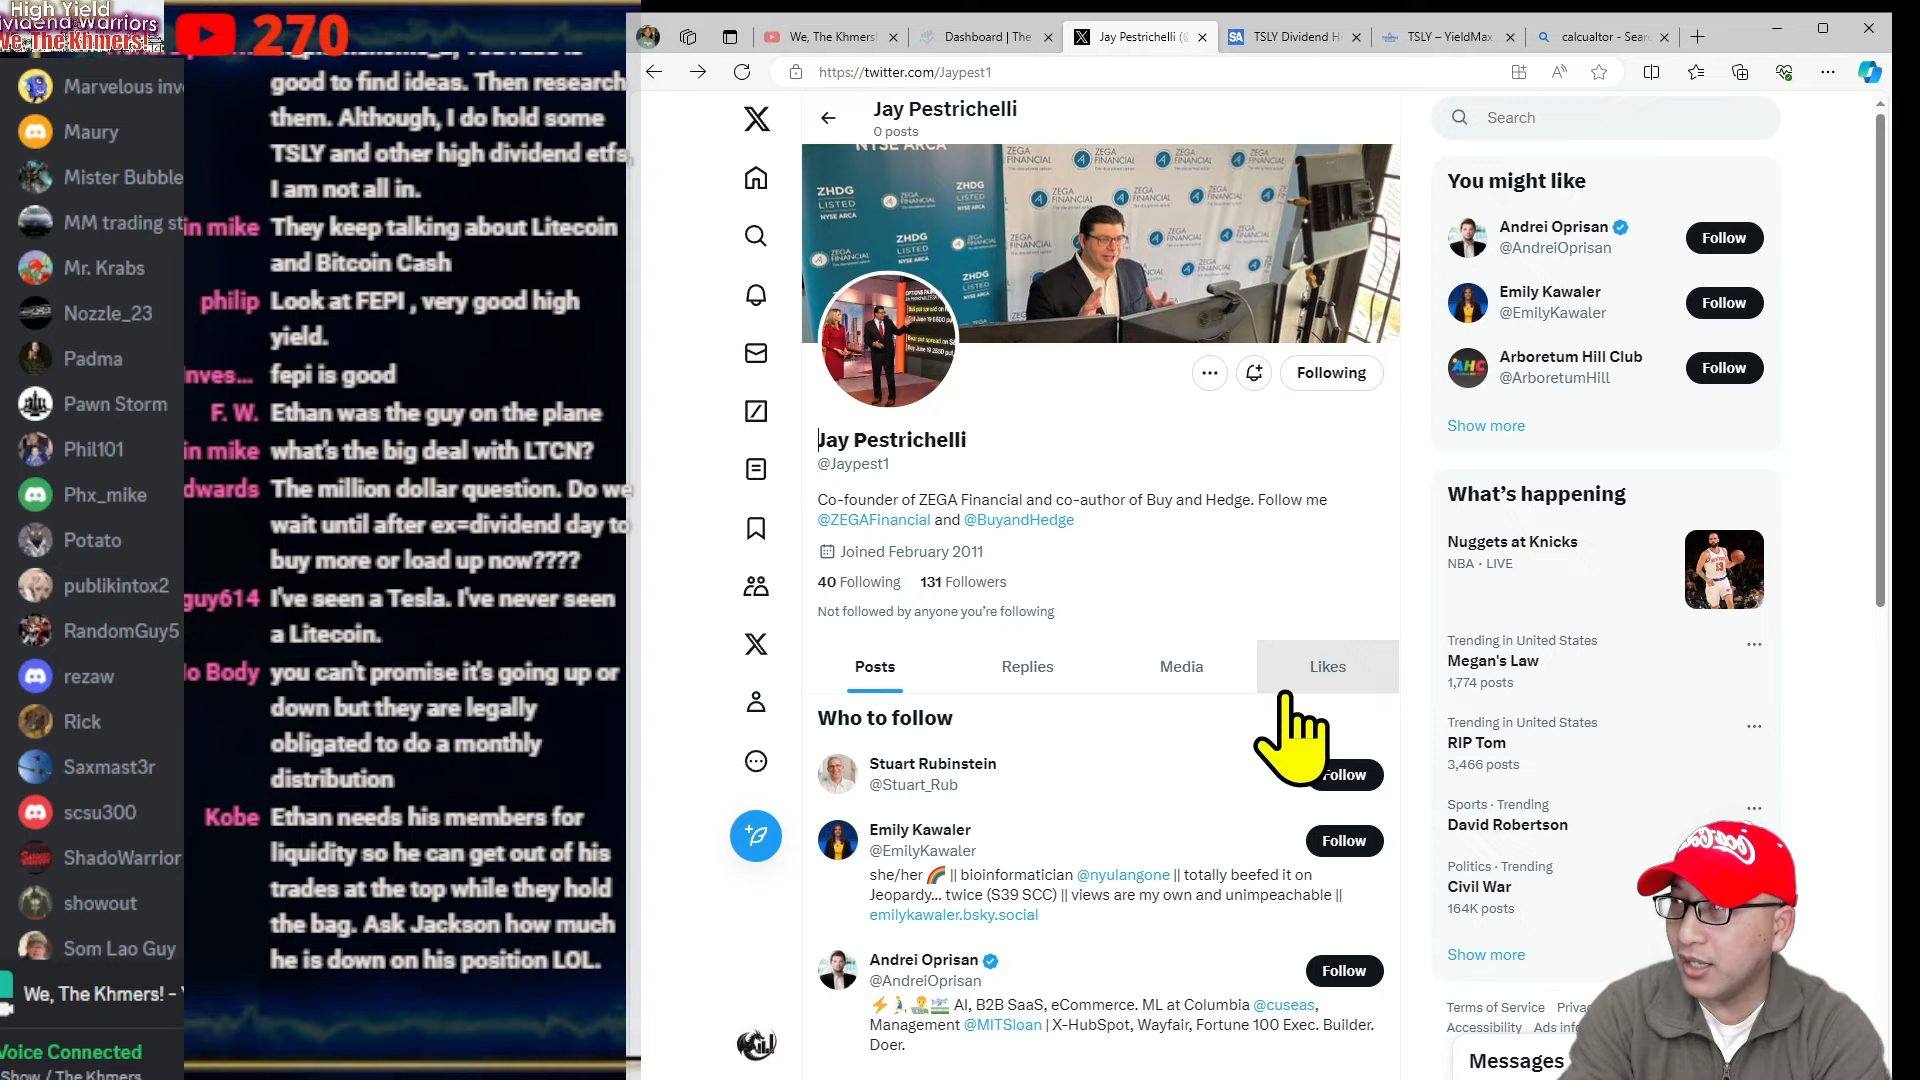 High Yield
Dividend Warriors
We, The Khmers!
270
Marvelous inv
Maury
Mister Bubble
MM trading st
Mr. Krabs
Nozzle_23
Padma
Pawn Storm
Phil101
Phx_mike
Potato
publikintox2
RandomGuy5
rezaw
Rick
Saxmast3r
scsu300
ShadoWarrior
showout
Som Lao Guy
We, The Khmers! -
Voice Connected
Show / The Khmers
good to find ideas. Then research
them. Although, I do hold some
TSLY and other high dividend etfs,
I am not all in.
in mike They keep talking about Litecoin
and Bitcoin Cash
philip Look at FEPI , very good high
yield.
nves... fepi is good
F. W. Ethan was the guy on the plane
in mike what's the big deal with LTCN?
dwards The million dollar question. Do we
wait until after ex=dividend day to
buy more or load up now????
guy614 I've seen a Tesla. I've never seen
a Litecoin.
o Body you can't promise it's going up or
down but they are legally
obligated to do a monthly
distribution
Kobe Ethan needs his members for
liquidity so he can get out of his
trades at the top while they hold
the bag. Ask Jackson how much
he is down on his position LOL.
We, The Khmers!
Dashboard | The
Jay Pestrichelli (@
SA TSLY Dividend Hi
TSLY – YieldMax
calcualtor - Sear
https://twitter.com/Jaypest1
Jay Pestrichelli
0 posts
NYSE ARCA
ZHDG
LISTED
NYSE ARCA
ZEGA
FINANCIAL
Following
Jay Pestrichelli
@Jaypest1
Co-founder of ZEGA Financial and co-author of Buy and Hedge. Follow me
@ZEGAFinancial and @BuyandHedge
Joined February 2011
40 Following 131 Followers
Not followed by anyone you're following
Posts Replies Media Likes
Who to follow
Stuart Rubinstein
@Stuart_Rub
Follow
Emily Kawaler
@EmilyKawaler
Follow
she/her 🌈 || bioinformatician @nyulangone || totally beefed it on
Jeopardy... twice (S39 SCC) || views are my own and unimpeachable ||
emilykawaler.bsky.social
Andrei Oprisan
@AndreiOprisan
Follow
AI, B2B SaaS, eCommerce. ML at Columbia @cuseas,
Management @MITSloan | X-HubSpot, Wayfair, Fortune 100 Exec. Builder.
Doer.
Search
You might like
Andrei Oprisan
@AndreiOprisan
Follow
Emily Kawaler
@EmilyKawaler
Follow
AHC
Arboretum Hill Club
@ArboretumHill
Follow
Show more
What's happening
Nuggets at Knicks
NBA · LIVE
Trending in United States
Megan's Law
1,774 posts
Trending in United States
RIP Tom
3,466 posts
Sports · Trending
David Robertson
Politics · Trending
Civil War
164K posts
Show more
Terms of Service Priva
Accessibility Ads info
Messages